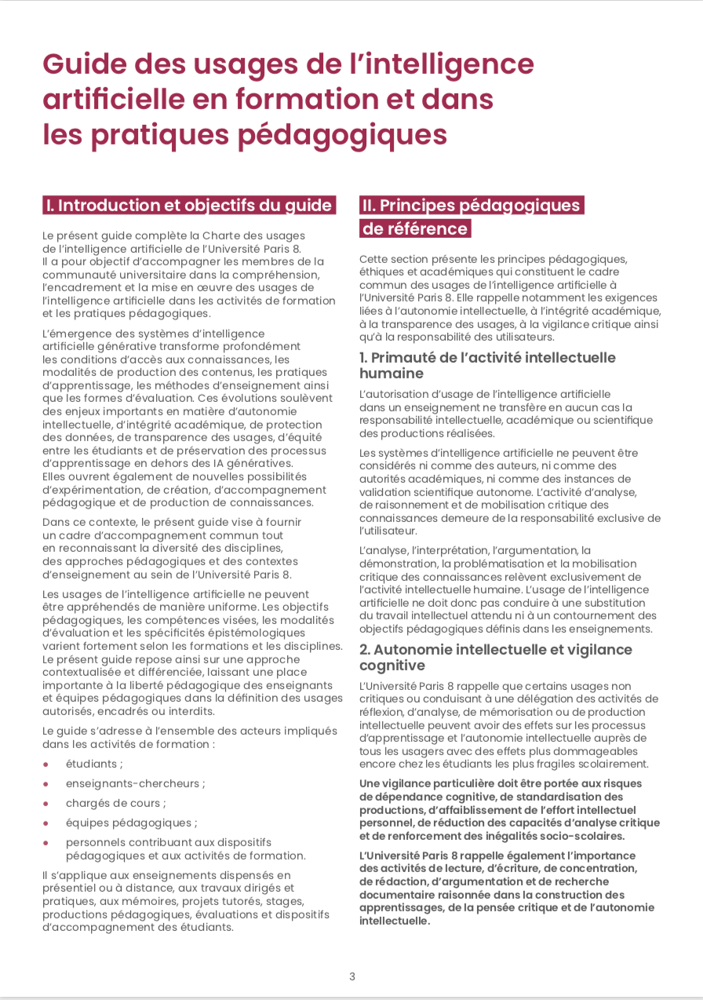 Guide des usages de l’intelligence
artificielle en formation et dans
les pratiques pédagogiques
I. Introduction et objectifs du guide
Le présent guide complète la Charte des usages
de l’intelligence artificielle de l’Université Paris 8.
Il a pour objectif d’accompagner les membres de la
communauté universitaire dans la compréhension,
l’encadrement et la mise en œuvre des usages de
l’intelligence artificielle dans les activités de formation
et les pratiques pédagogiques.
L’émergence des systèmes d’intelligence
artificielle générative transforme profondément
les conditions d’accès aux connaissances, les
modalités de production des contenus, les pratiques
d’apprentissage, les méthodes d’enseignement ainsi
que les formes d’évaluation. Ces évolutions soulèvent
des enjeux importants en matière d’autonomie
intellectuelle, d’intégrité académique, de protection
des données, de transparence des usages, d’équité
entre les étudiants et de préservation des processus
d’apprentissage en dehors des IA génératives.
Elles ouvrent également de nouvelles possibilités
d’expérimentation, de création, d’accompagnement
pédagogique et de production de connaissances.
Dans ce contexte, le présent guide vise à fournir
un cadre d’accompagnement commun tout
en reconnaissant la diversité des disciplines,
des approches pédagogiques et des contextes
d’enseignement au sein de l’Université Paris 8.
Les usages de l’intelligence artificielle ne peuvent
être appréhendés de manière uniforme. Les objectifs
pédagogiques, les compétences visées, les modalités
d’évaluation et les spécificités épistémologiques
varient fortement selon les formations et les disciplines.
Le présent guide repose ainsi sur une approche
contextualisée et différenciée, laissant une place
importante à la liberté pédagogique des enseignants
et équipes pédagogiques dans la définition des usages
autorisés, encadrés ou interdits.
Le guide s’adresse à l’ensemble des acteurs impliqués
dans les activités de formation :
● étudiants ;
● enseignants-chercheurs ;
● chargés de cours ;
● équipes pédagogiques ;
● personnels contribuant aux dispositifs
pédagogiques et aux activités de formation.
Il s’applique aux enseignements dispensés en
présentiel ou à distance, aux travaux dirigés et
pratiques, aux mémoires, projets tutorés, stages,
productions pédagogiques, évaluations et dispositifs
d’accompagnement des étudiants.
II. Principes pédagogiques
de référence
Cette section présente les principes pédagogiques,
éthiques et académiques qui constituent le cadre
commun des usages de l’intelligence artificielle à
l’Université Paris 8. Elle rappelle notamment les exigences
liées à l’autonomie intellectuelle, à l’intégrité académique,
à la transparence des usages, à la vigilance critique ainsi
qu’à la responsabilité des utilisateurs.
1. Primauté de l’activité intellectuelle
humaine
L’autorisation d’usage de l’intelligence artificielle
dans un enseignement ne transfère en aucun cas la
responsabilité intellectuelle, académique ou scientifique
des productions réalisées.
Les systèmes d’intelligence artificielle ne peuvent être
considérés ni comme des auteurs, ni comme des
autorités académiques, ni comme des instances de
validation scientifique autonome. L’activité d’analyse,
de raisonnement et de mobilisation critique des
connaissances demeure de la responsabilité exclusive de
l’utilisateur.
L’analyse, l’interprétation, l’argumentation, la
démonstration, la problématisation et la mobilisation
critique des connaissances relèvent exclusivement de
l’activité intellectuelle humaine. L’usage de l’intelligence
artificielle ne doit donc pas conduire à une substitution
du travail intellectuel attendu ni à un contournement des
objectifs pédagogiques définis dans les enseignements.
2. Autonomie intellectuelle et vigilance
cognitive
L’Université Paris 8 rappelle que certains usages non
critiques ou conduisant à une délégation des activités de
réflexion, d’analyse, de mémorisation ou de production
intellectuelle peuvent avoir des effets sur les processus
d’apprentissage et l’autonomie intellectuelle auprès de
tous les usagers avec des effets plus dommageables
encore chez les étudiants les plus fragiles scolairement.
Une vigilance particulière doit être portée aux risques
de dépendance cognitive, de standardisation des
productions, d’affaiblissement de l’effort intellectuel
personnel, de réduction des capacités d’analyse critique
et de renforcement des inégalités socio-scolaires.
L’Université Paris 8 rappelle également l’importance
des activités de lecture, d’écriture, de concentration,
de rédaction, d’argumentation et de recherche
documentaire raisonnée dans la construction des
apprentissages, de la pensée critique et de l’autonomie
intellectuelle.
3